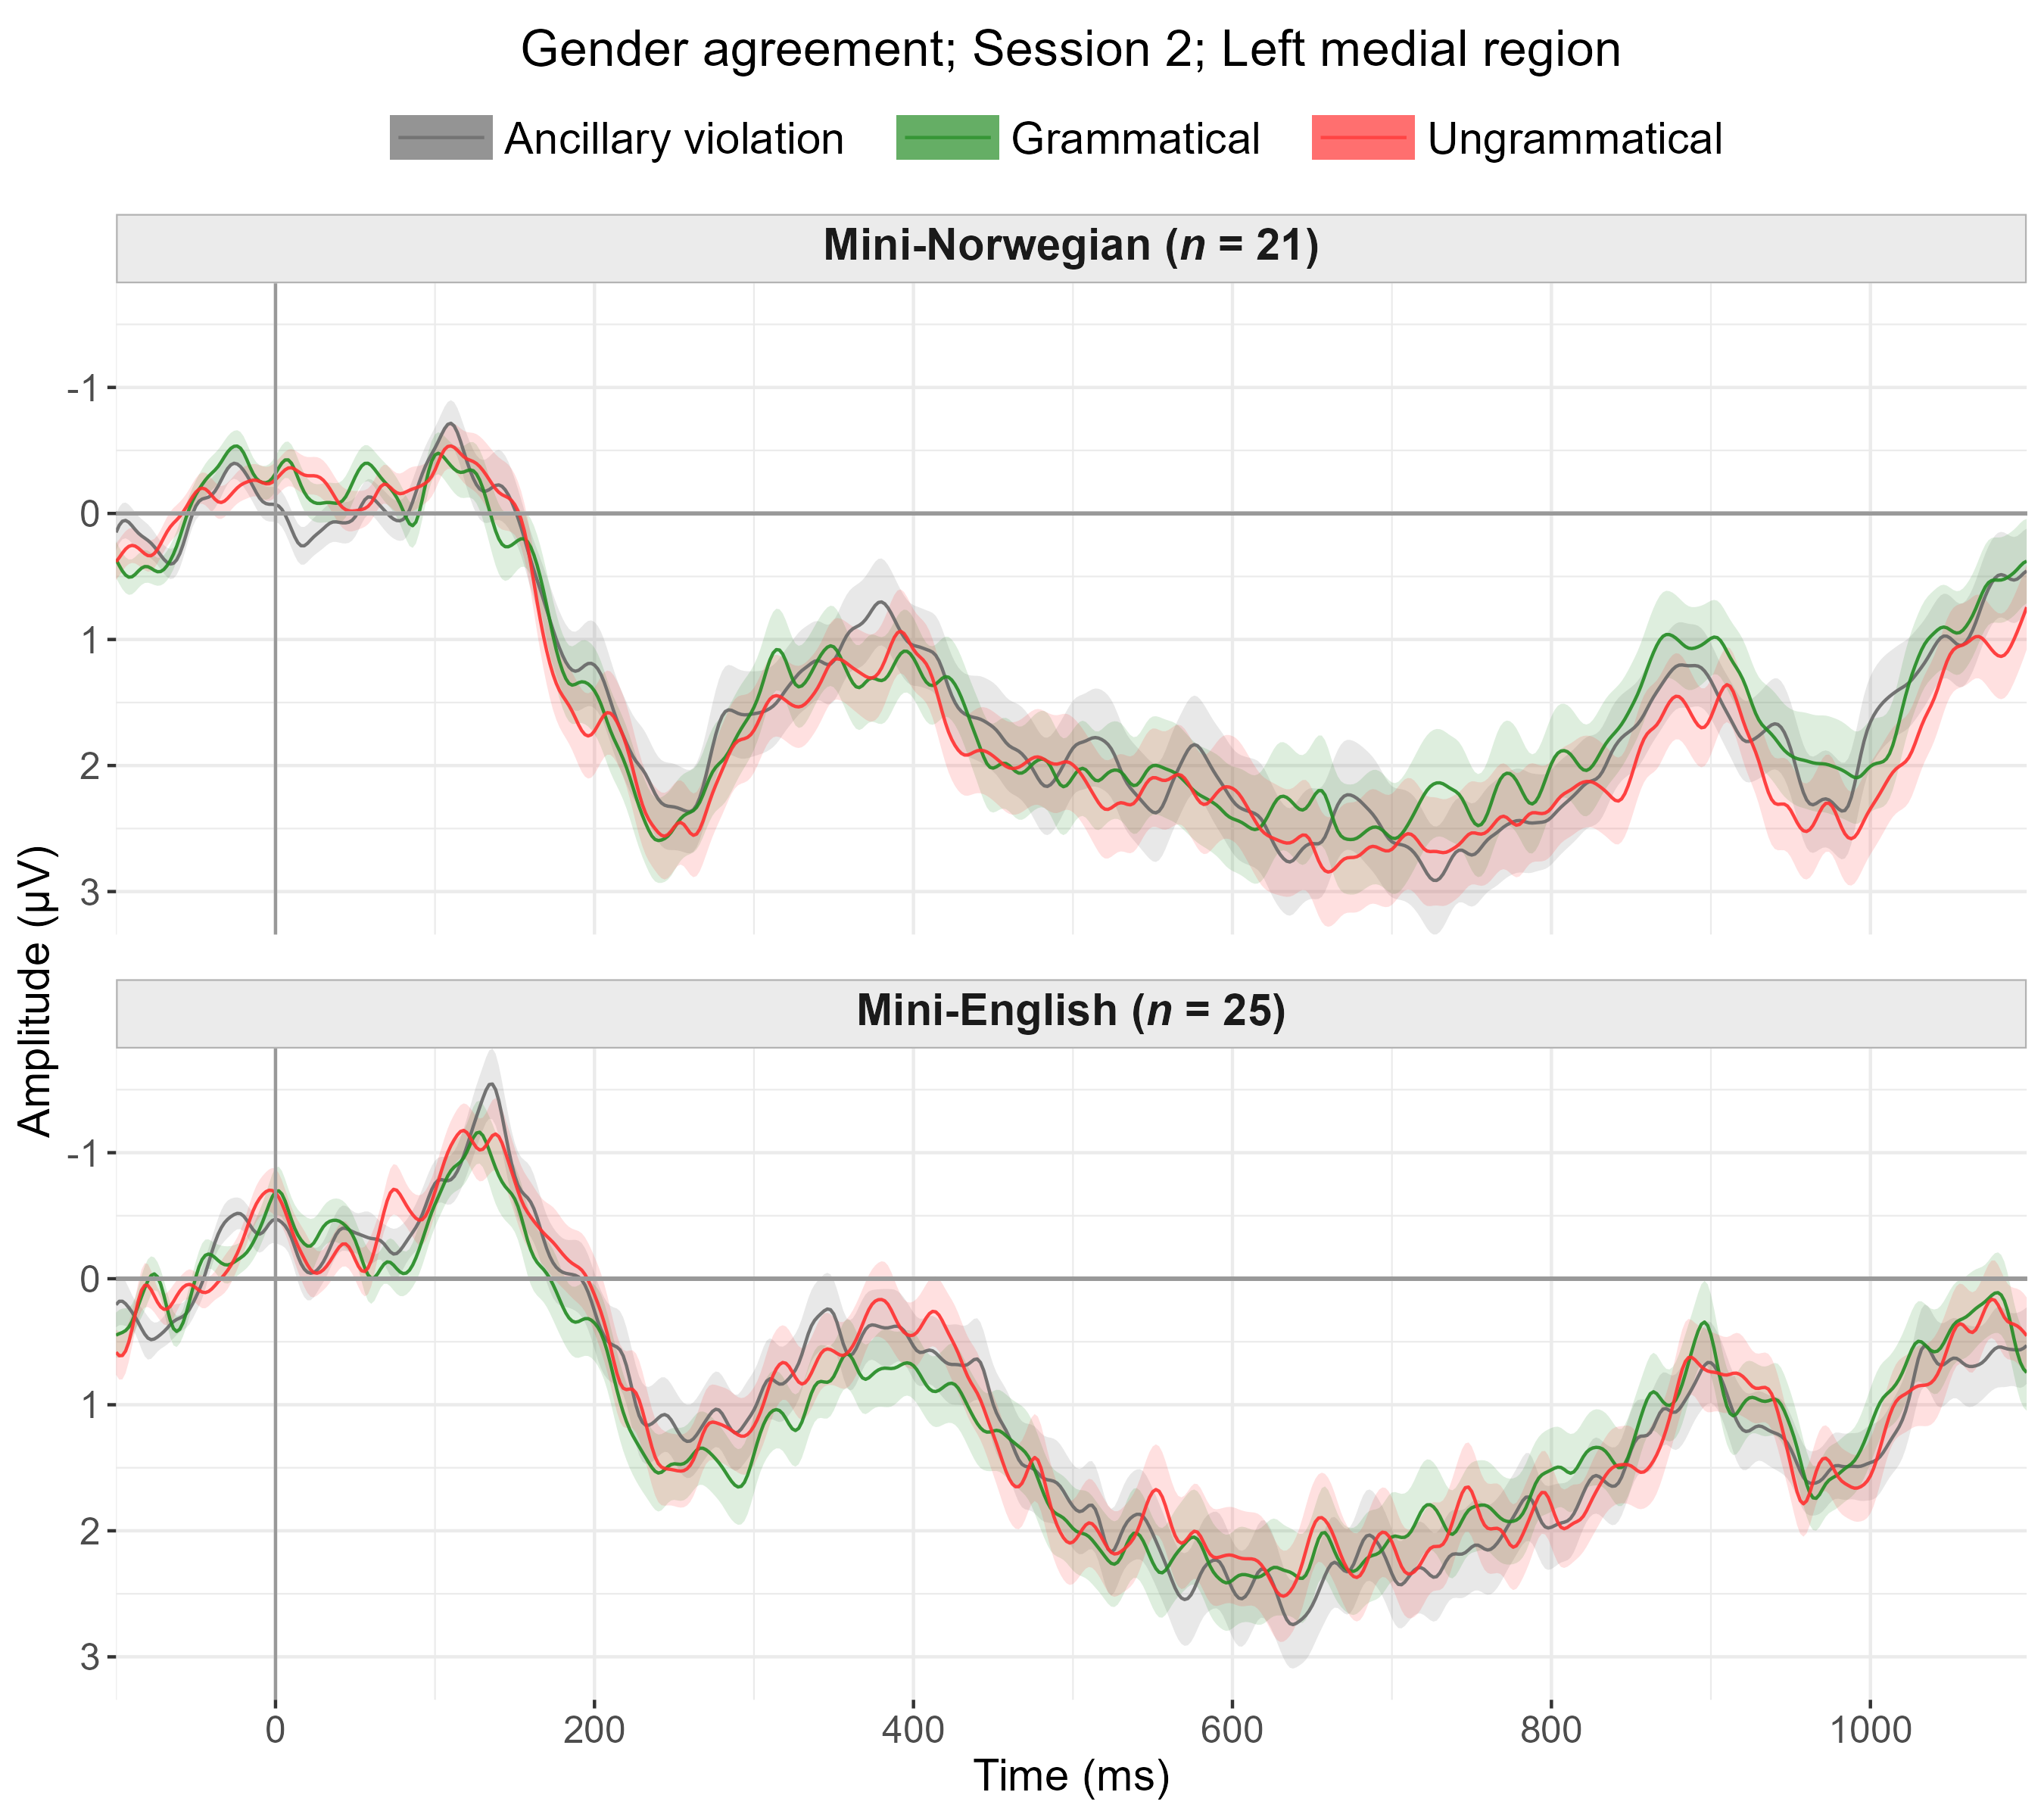 Gender agreement; Session 2; Left medial region
Ancillary violation Grammatical Ungrammatical
Mini-Norwegian (n = 21)
-1
0
1
2
3
Mini-English (n = 25)
-1
0
1
2
3
Amplitude (µV)
0 200 400 600 800 1000
Time (ms)